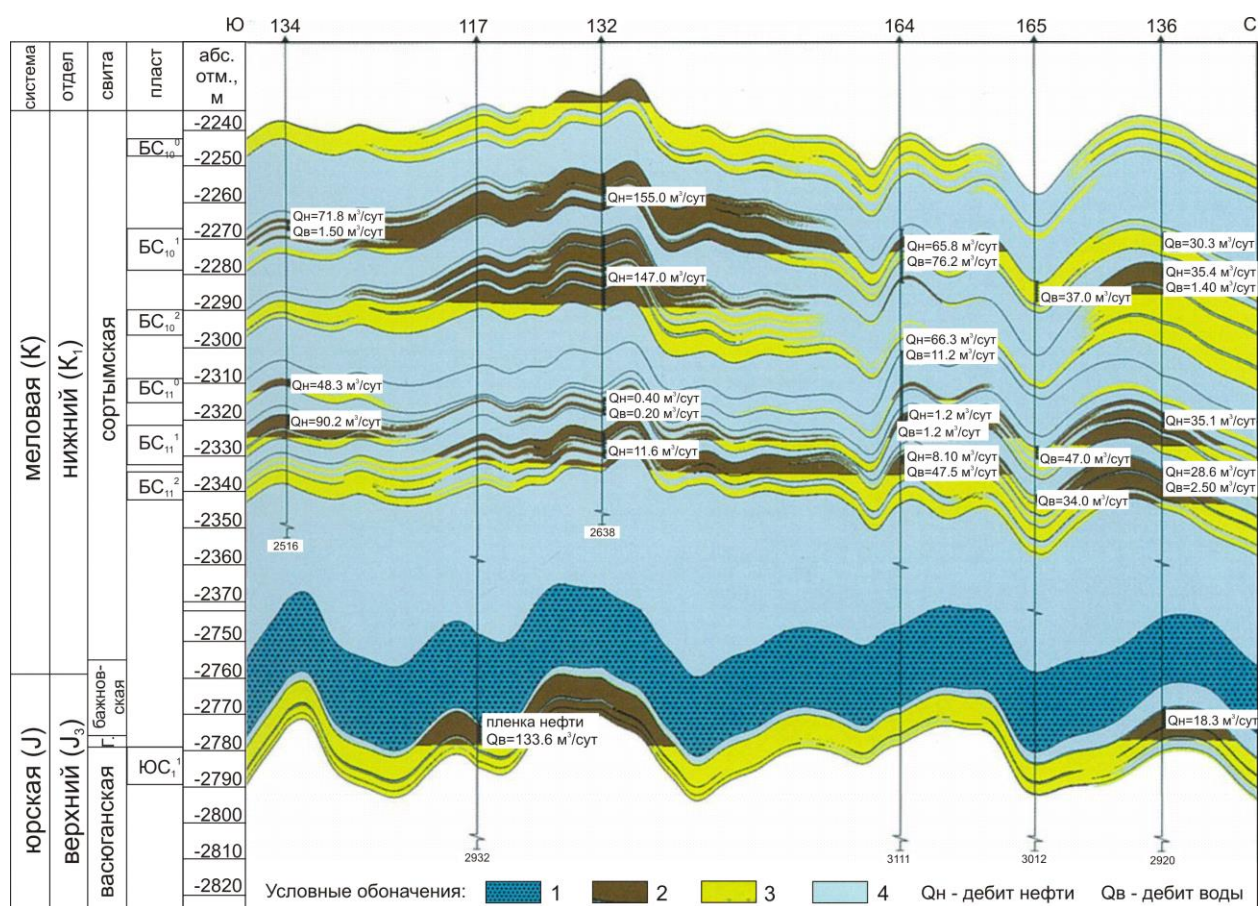 Ю 134 117 132 164 165 136 С
система
отдел
свита
пласт
абс.
отм.,
м
меловая (К)
нижний (К₁)
сортымская
юрская (J)
верхний (J₃)
бажнов-
ская
Г.
васюганская
БС₁₀⁰
БС₁₀¹
БС₁₀²
БС₁₁⁰
БС₁₁¹
БС₁₁²
ЮС₁¹
-2240
-2250
-2260
-2270
-2280
-2290
-2300
-2310
-2320
-2330
-2340
-2350
-2360
-2370
-2750
-2760
-2770
-2780
-2790
-2800
-2810
-2820
Qн=71.8 м³/сут
Qв=1.50 м³/сут
Qн=48.3 м³/сут
Qн=90.2 м³/сут
2516
пленка нефти
Qв=133.6 м³/сут
2932
Qн=155.0 м³/сут
Qн=147.0 м³/сут
Qн=0.40 м³/сут
Qв=0.20 м³/сут
Qн=11.6 м³/сут
2638
Qн=65.8 м³/сут
Qв=76.2 м³/сут
Qн=66.3 м³/сут
Qв=11.2 м³/сут
Qн=1.2 м³/сут
Qв=1.2 м³/сут
Qн=8.10 м³/сут
Qв=47.5 м³/сут
3111
Qв=37.0 м³/сут
Qв=47.0 м³/сут
Qв=34.0 м³/сут
3012
Qв=30.3 м³/сут
Qн=35.4 м³/сут
Qв=1.40 м³/сут
Qн=35.1 м³/сут
Qн=28.6 м³/сут
Qв=2.50 м³/сут
Qн=18.3 м³/сут
2920
Условные обоначения: 1 2 3 4 Qн - дебит нефти Qв - дебит воды